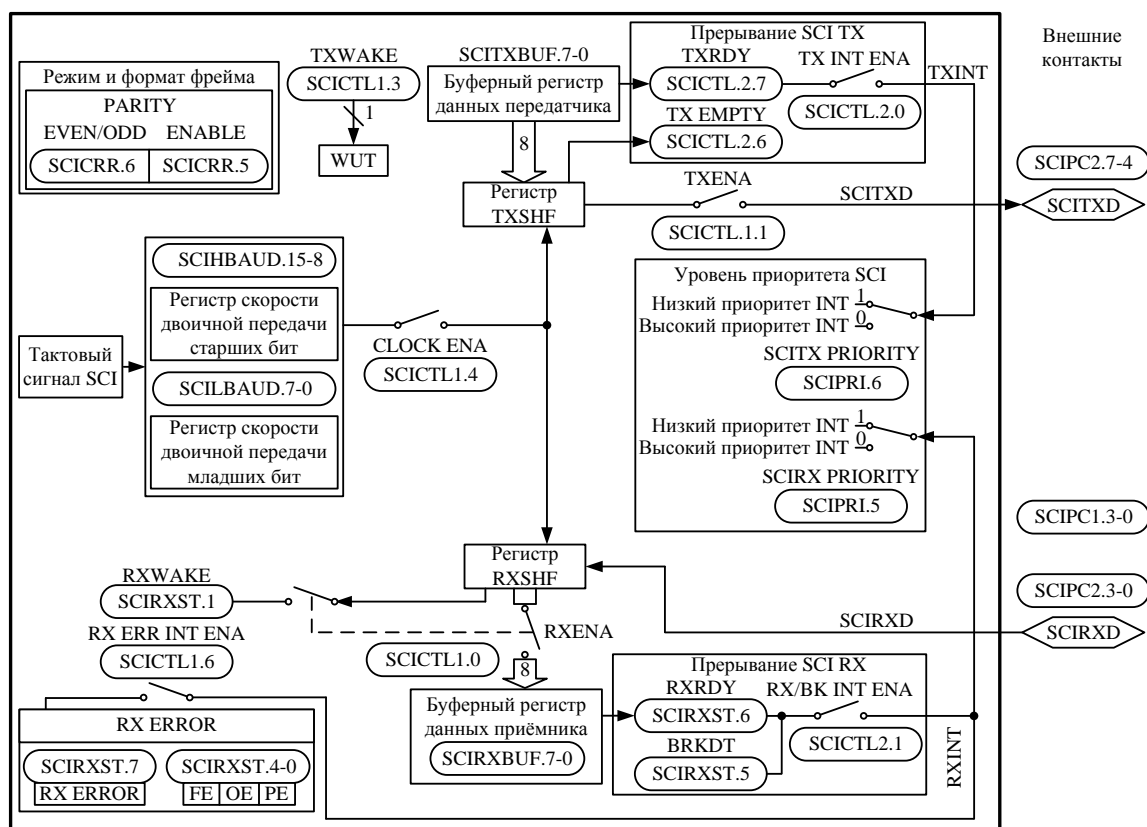 Режим и формат фрейма
PARITY
EVEN/ODD ENABLE
SCICRR.6 SCICRR.5
TXWAKE
SCICTL1.3
1
WUT
SCITXBUF.7-0
Буферный регистр
данных передатчика
8
Регистр
TXSHF
Прерывание SCI TX
TXRDY
SCICTL.2.7
TX INT ENA
SCICTL.2.0
TX EMPTY
SCICTL.2.6
TXINT
Внешние
контакты
TXENA
SCICTL.1.1
SCITXD
SCIPC2.7-4
SCITXD
Тактовый
сигнал SCI
SCIHBAUD.15-8
Регистр скорости
двоичной передачи
старших бит
SCILBAUD.7-0
Регистр скорости
двоичной передачи
младших бит
CLOCK ENA
SCICTL1.4
Уровень приоритета SCI
Низкий приоритет INT 1
Высокий приоритет INT 0
SCITX PRIORITY
SCIPRI.6
Низкий приоритет INT 1
Высокий приоритет INT 0
SCIRX PRIORITY
SCIPRI.5
SCIPC1.3-0
SCIPC2.3-0
SCIRXD
SCIRXD
Регистр
RXSHF
RXWAKE
SCIRXST.1
RX ERR INT ENA
SCICTL1.6
RXENA
SCICTL1.0
8
Буферный регистр
данных приёмника
SCIRXBUF.7-0
Прерывание SCI RX
RXRDY
SCIRXST.6
RX/BK INT ENA
SCICTL2.1
BRKDT
SCIRXST.5
RXINT
RX ERROR
SCIRXST.7 SCIRXST.4-0
RX ERROR FE OE PE